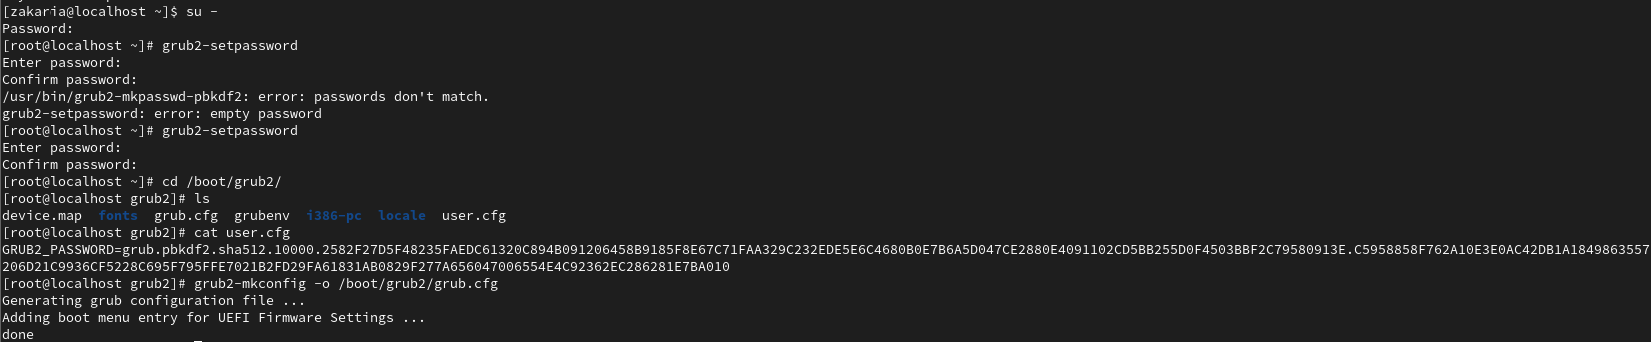 [zakaria@localhost ~]$ su -
Password:
[root@localhost ~]# grub2-setpassword
Enter password:
Confirm password:
/usr/bin/grub2-mkpasswd-pbkdf2: error: passwords don't match.
grub2-setpassword: error: empty password
[root@localhost ~]# grub2-setpassword
Enter password:
Confirm password:
[root@localhost ~]# cd /boot/grub2/
[root@localhost grub2]# ls
device.map  fonts  grub.cfg  grubenv  i386-pc  locale  user.cfg
[root@localhost grub2]# cat user.cfg
GRUB2_PASSWORD=grub.pbkdf2.sha512.10000.2582F27D5F48235FAEDC61320C894B091206458B9185F8E67C71FAA329C232EDE5E6C4680B0E7B6A5D047CE2880E4091102CD5BB255D0F4503BBF2C79580913E.C5958858F762A10E3E0AC42DB1A1849863557
206D21C9936CF5228C695F795FFE7021B2FD29FA61831AB0829F277A656047006554E4C92362EC286281E7BA010
[root@localhost grub2]# grub2-mkconfig -o /boot/grub2/grub.cfg
Generating grub configuration file ...
Adding boot menu entry for UEFI Firmware Settings ...
done